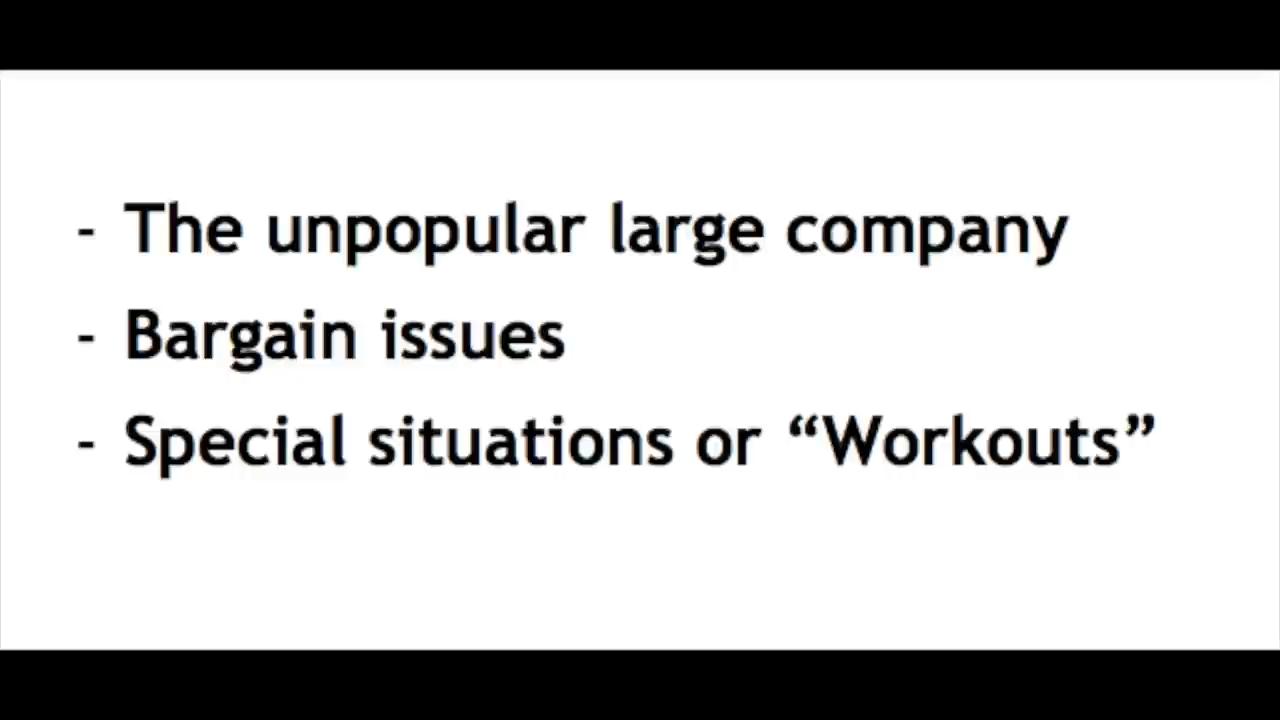 - The unpopular large company
- Bargain issues
- Special situations or “Workouts”